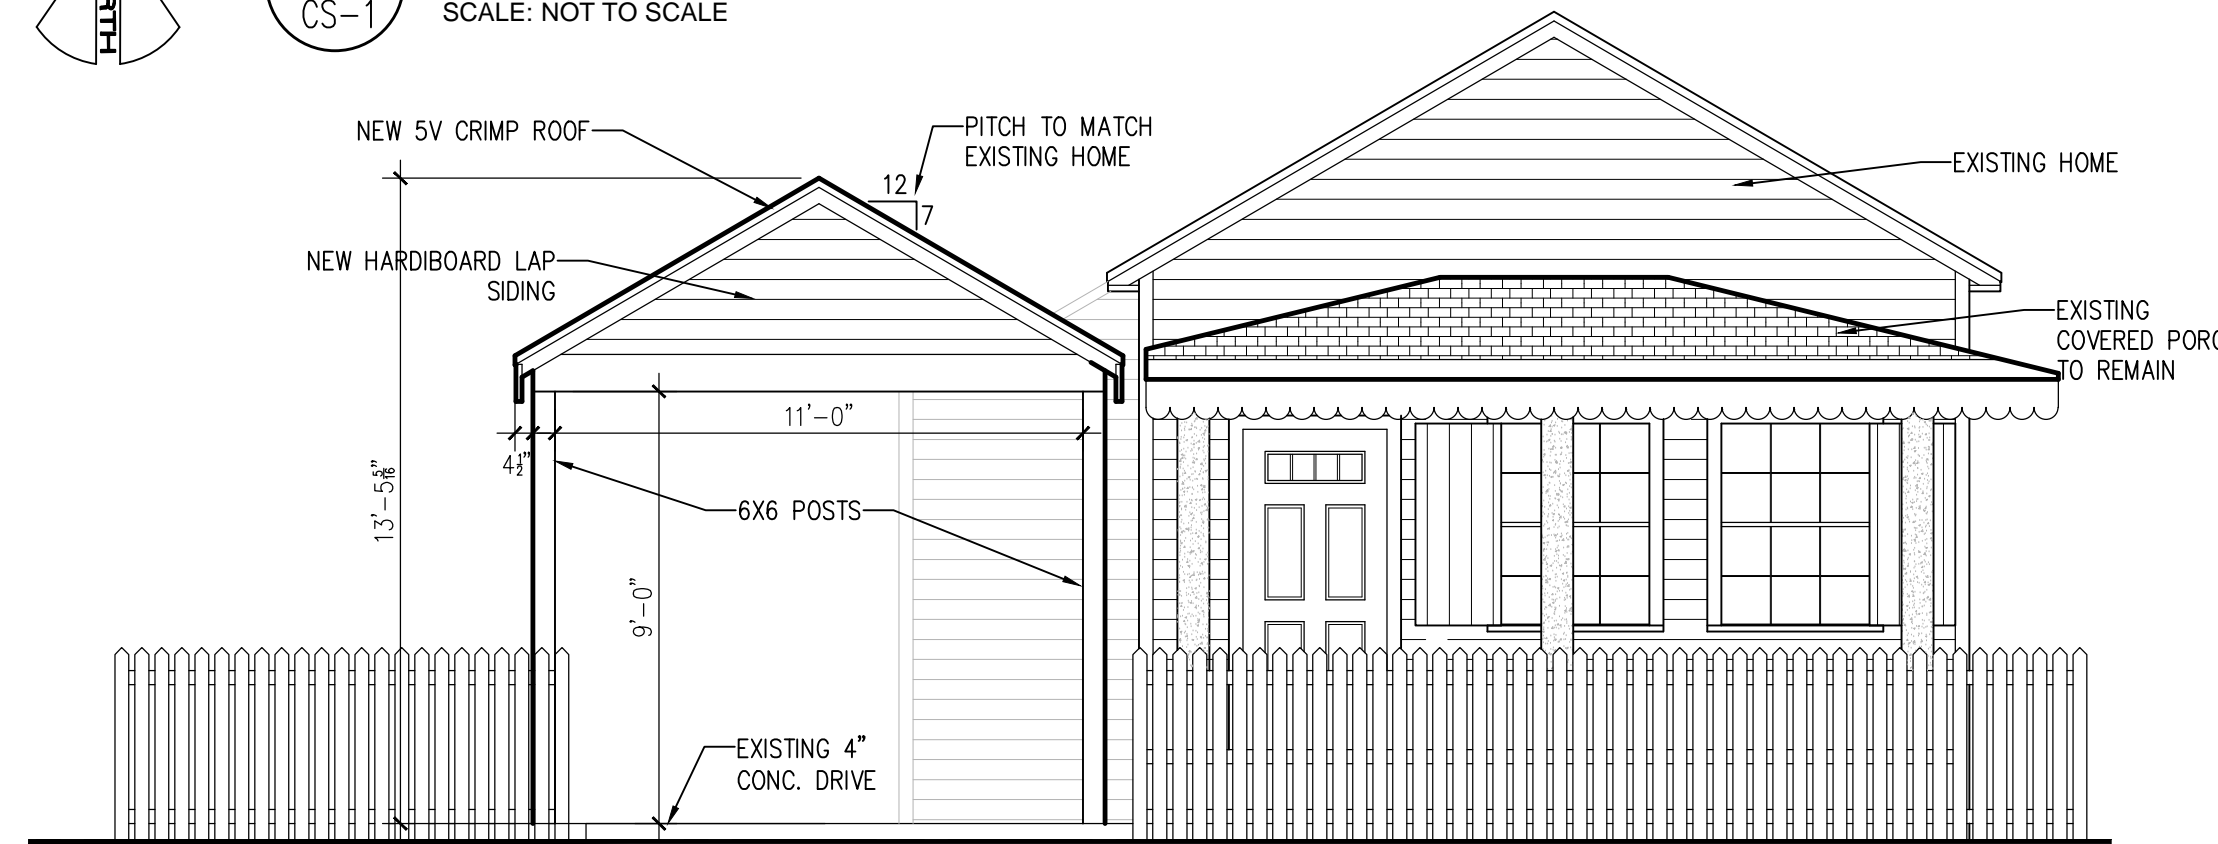 RTH
CS-1
SCALE: NOT TO SCALE
NEW 5V CRIMP ROOF
PITCH TO MATCH
EXISTING HOME
12
7
EXISTING HOME
NEW HARDIBOARD LAP
SIDING
EXISTING
COVERED PORC
TO REMAIN
11'-0"
4½"
13'-5 5/16"
6X6 POSTS
9'-0"
EXISTING 4"
CONC. DRIVE